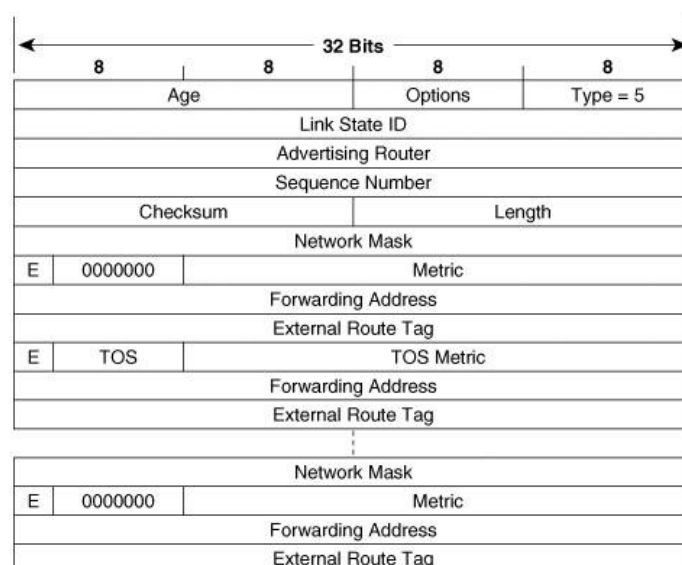 32 Bits
8 8 8 8
Age Options Type = 5
Link State ID
Advertising Router
Sequence Number
Checksum Length
Network Mask
E 0000000 Metric
Forwarding Address
External Route Tag
E TOS TOS Metric
Forwarding Address
External Route Tag
Network Mask
E 0000000 Metric
Forwarding Address
External Route Tag